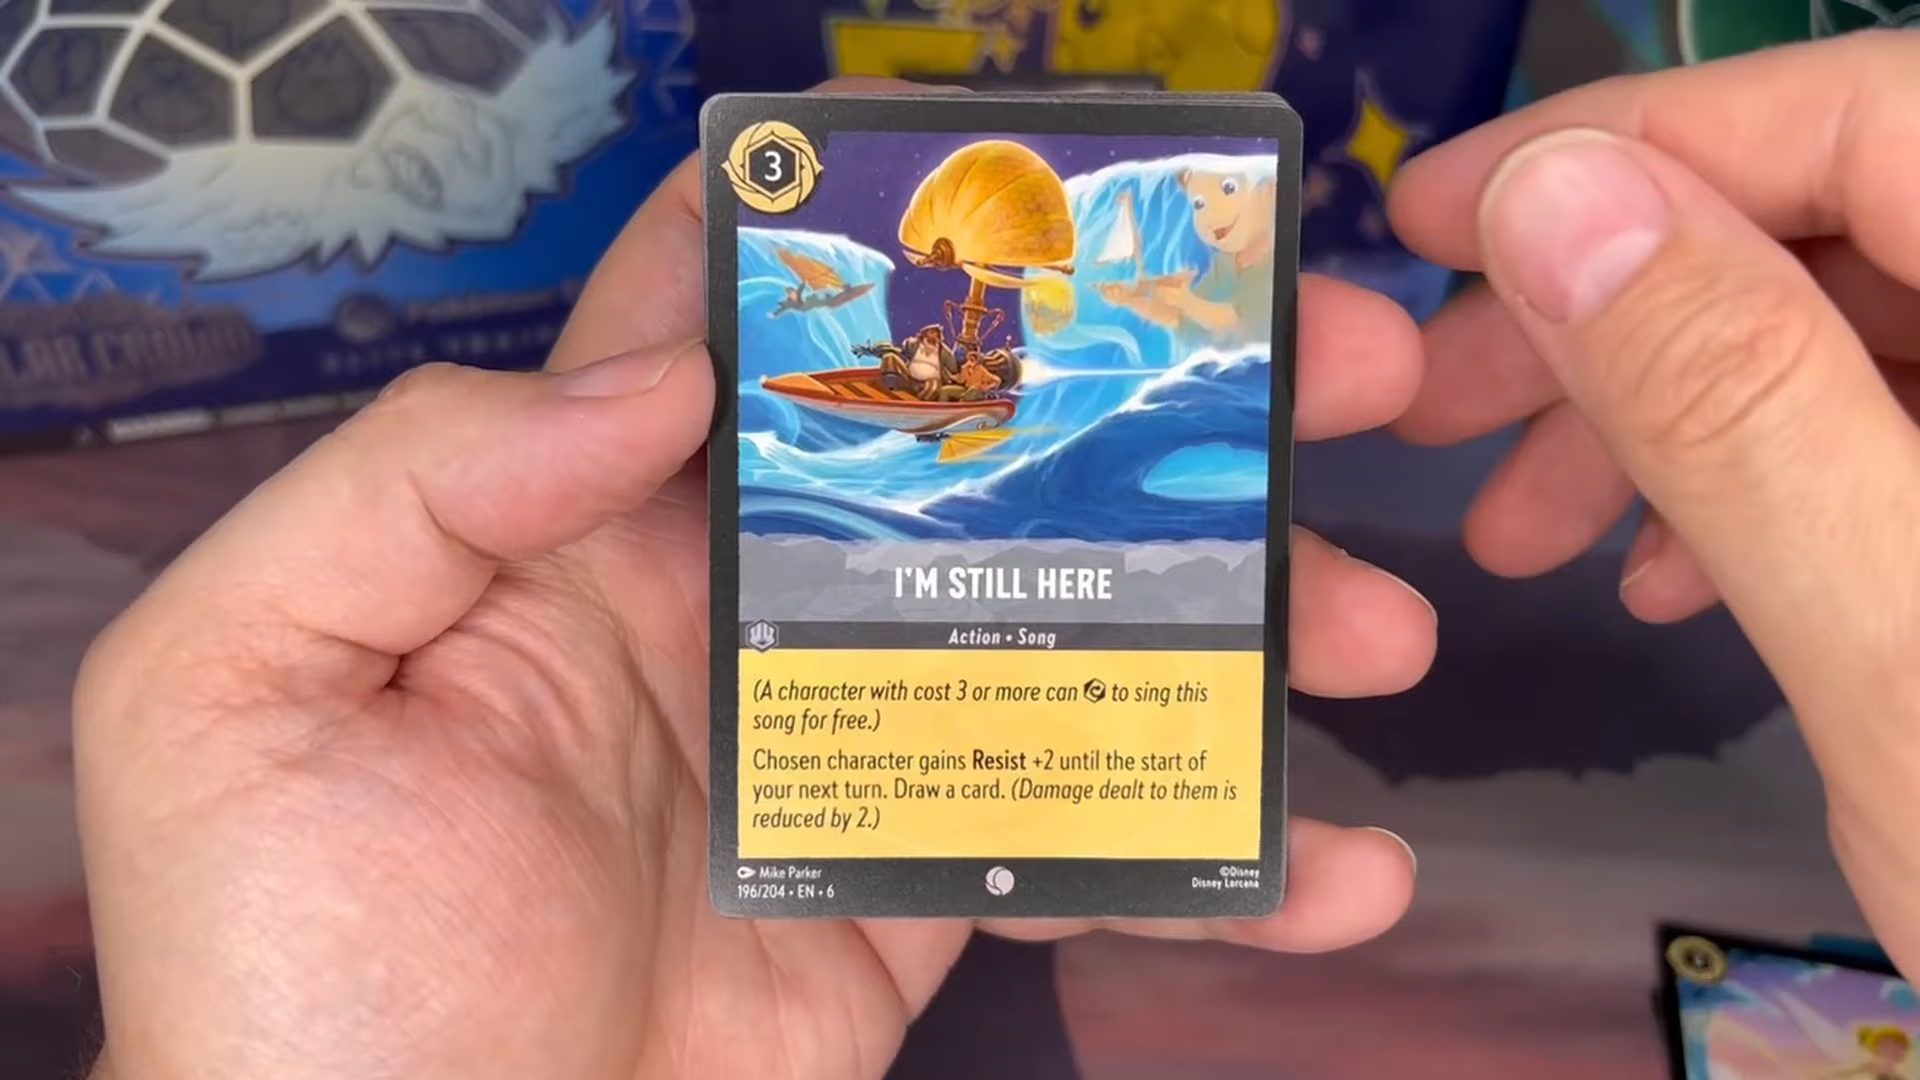 3
I'M STILL HERE
Action • Song
(A character with cost 3 or more can to sing this
song for free.)
Chosen character gains Resist +2 until the start of
your next turn. Draw a card. (Damage dealt to them is
reduced by 2.)
Mike Parker
196/204 • EN • 6
©Disney
Disney Lorcana